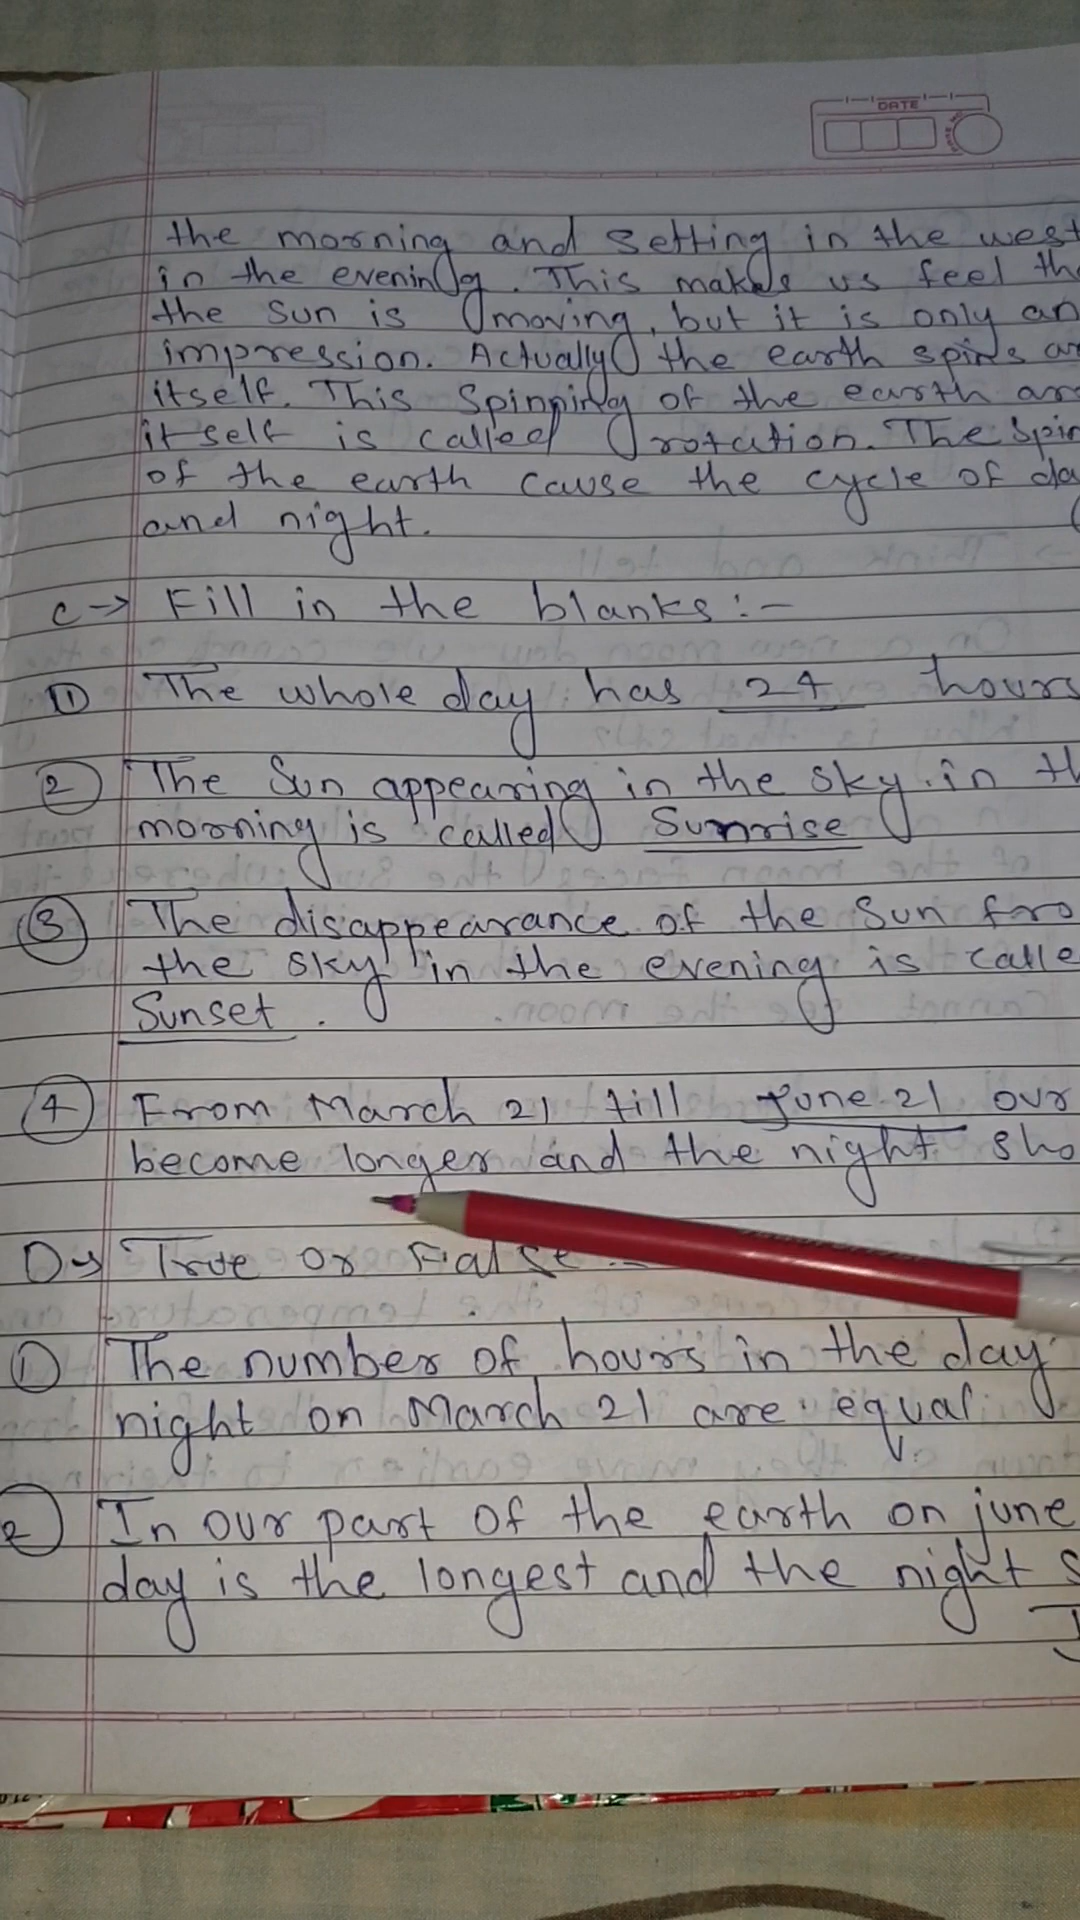 DATE
the morning and setting in the west
in the evening. This makes us feel th
the sun is moving, but it is only an
impression. Actually the earth spins ar
itself. This Spinning of the earth aro
itself is called rotation. The Spin
of the earth cause the cycle of da
and night.
C→ Fill in the blanks:-
① The whole day has 24 hours
② The Sun appearing in the sky in th
morning is called Sunrise
③ The disappearance of the Sun fro
the sky in the evening is calle
Sunset.
④ From March 21 till June 21 our
become longer and the night sho
D→ True or False :-
① The number of hours in the day
night on March 21 are equal.
② In our part of the earth on june
day is the longest and the night s